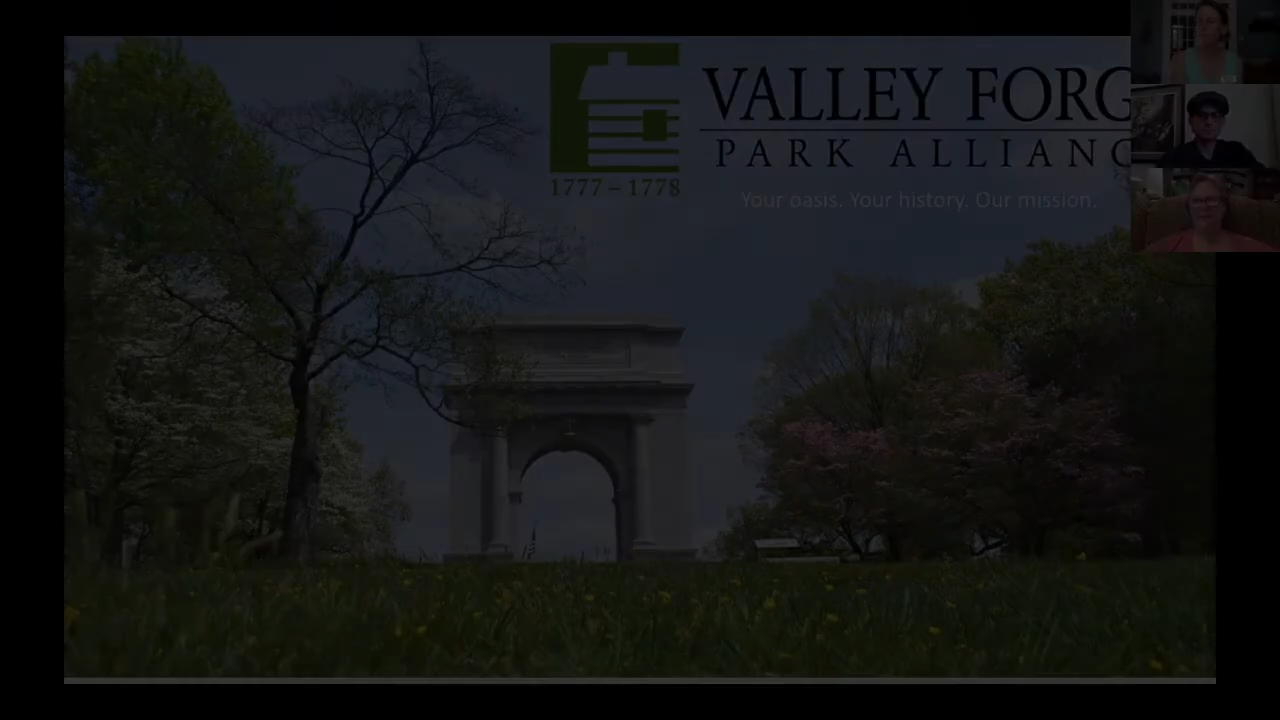 VALLEY FORG
PARK ALLIANC
1777 – 1778
Your oasis. Your history. Our mission.